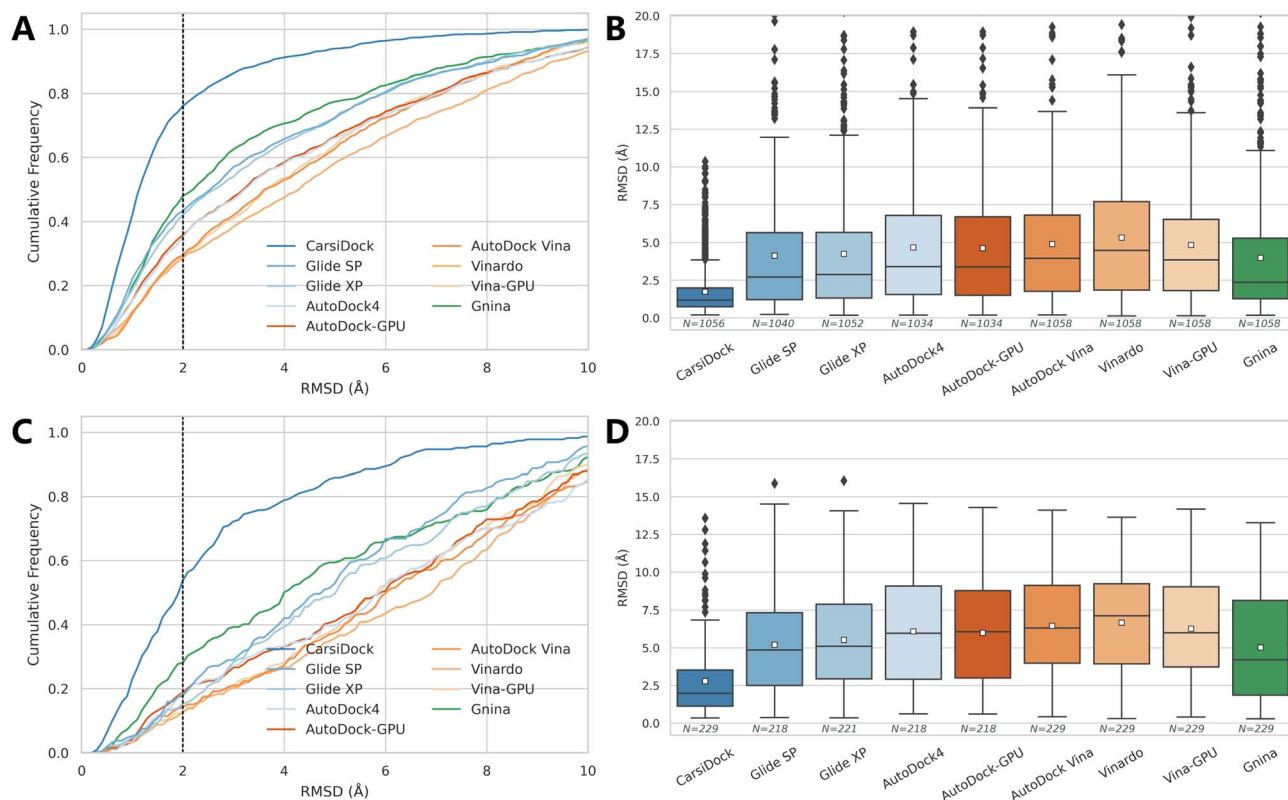 A
1.0
0.8
0.6
0.4
0.2
0.0
Cumulative Frequency
0
2
4
6
8
10
RMSD (Å)
CarsiDock
Glide SP
Glide XP
AutoDock4
AutoDock-GPU
AutoDock Vina
Vinardo
Vina-GPU
Gnina
B
20.0
17.5
15.0
12.5
10.0
7.5
5.0
2.5
0.0
RMSD (Å)
N=1056
N=1040
N=1052
N=1034
N=1034
N=1058
N=1058
N=1058
N=1058
CarsiDock
Glide SP
Glide XP
AutoDock4
AutoDock-GPU
AutoDock Vina
Vinardo
Vina-GPU
Gnina
C
1.0
0.8
0.6
0.4
0.2
0.0
Cumulative Frequency
0
2
4
6
8
10
RMSD (Å)
CarsiDock
Glide SP
Glide XP
AutoDock4
AutoDock-GPU
AutoDock Vina
Vinardo
Vina-GPU
Gnina
D
20.0
17.5
15.0
12.5
10.0
7.5
5.0
2.5
0.0
RMSD (Å)
N=229
N=218
N=221
N=218
N=218
N=229
N=229
N=229
N=229
CarsiDock
Glide SP
Glide XP
AutoDock4
AutoDock-GPU
AutoDock Vina
Vinardo
Vina-GPU
Gnina